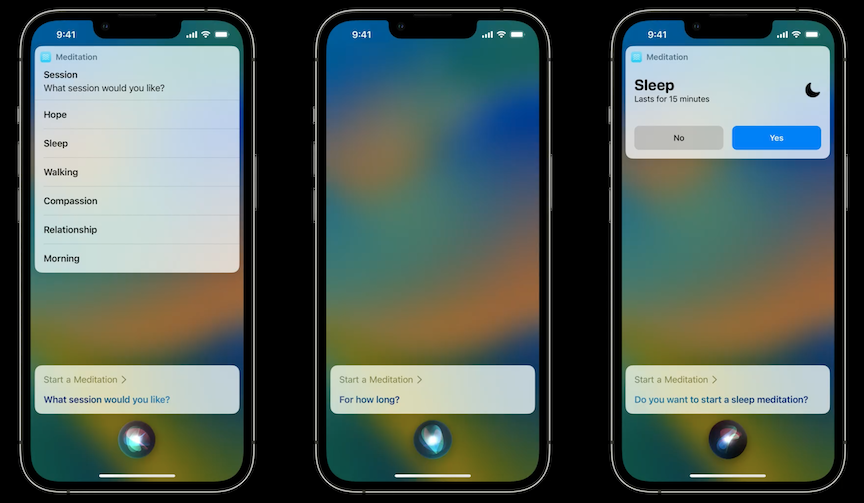 9:41
Meditation
Session
What session would you like?
Hope
Sleep
Walking
Compassion
Relationship
Morning
Start a Meditation >
What session would you like?
9:41
Start a Meditation >
For how long?
9:41
Meditation
Sleep
Lasts for 15 minutes
No
Yes
Start a Meditation >
Do you want to start a sleep meditation?